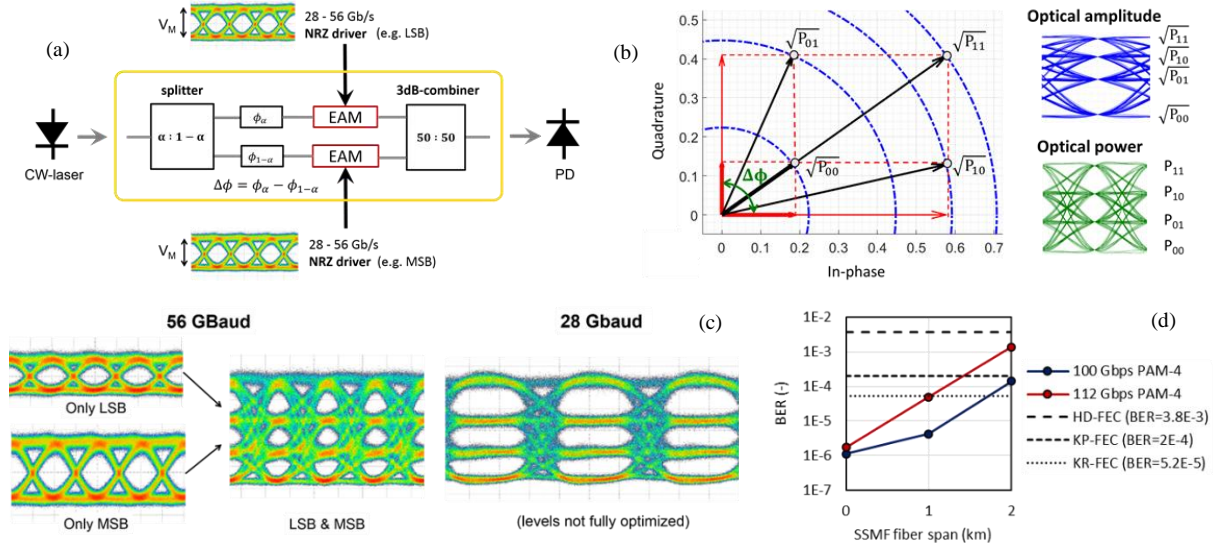 (a)
V_M
28 - 56 Gb/s
NRZ driver (e.g. LSB)
splitter
3dB-combiner
α : 1 − α
ϕ_α
EAM
50 : 50
ϕ_{1−α}
EAM
Δϕ = ϕ_α − ϕ_{1−α}
CW-laser
PD
V_M
28 - 56 Gb/s
NRZ driver (e.g. MSB)
(b)
Quadrature
0.5
0.4
0.3
0.2
0.1
0
0
0.1
0.2
0.3
0.4
0.5
0.6
0.7
In-phase
√P₀₁
√P₁₁
√P₀₀
√P₁₀
Δϕ
Optical amplitude
√P₁₁
√P₁₀
√P₀₁
√P₀₀
Optical power
P₁₁
P₁₀
P₀₁
P₀₀
56 GBaud
28 Gbaud
(c)
Only LSB
Only MSB
LSB & MSB
(levels not fully optimized)
(d)
BER (-)
1E-2
1E-3
1E-4
1E-5
1E-6
1E-7
0
1
2
SSMF fiber span (km)
100 Gbps PAM-4
112 Gbps PAM-4
HD-FEC (BER=3.8E-3)
KP-FEC (BER=2E-4)
KR-FEC (BER=5.2E-5)